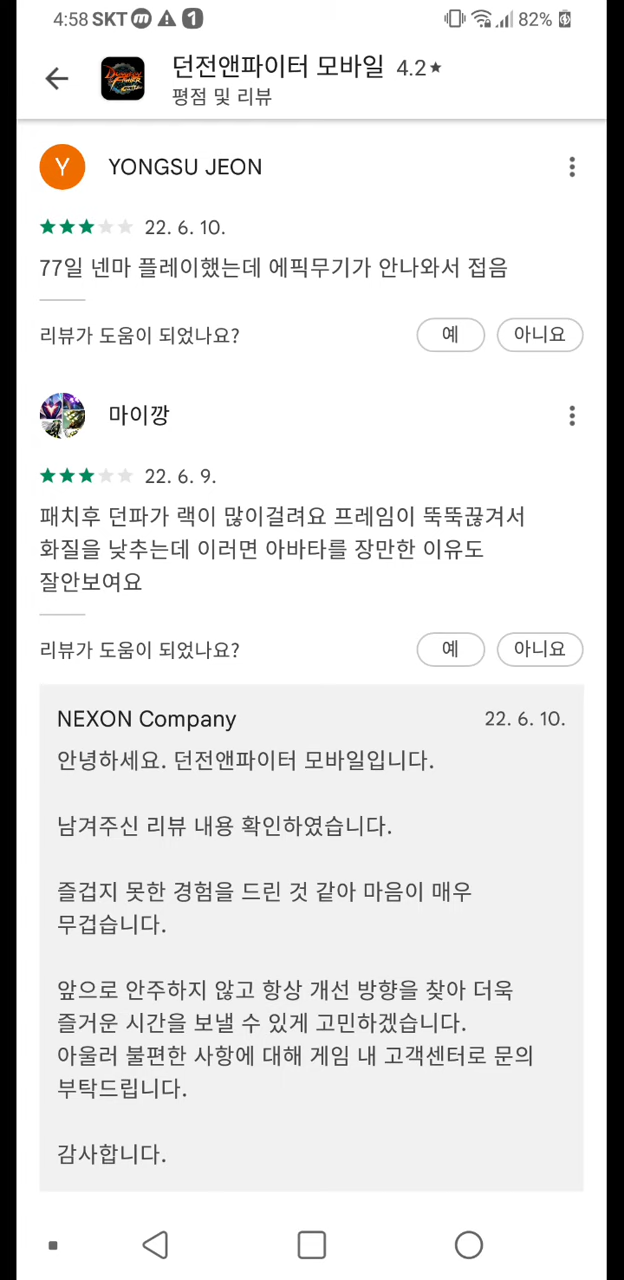 4:58 SKT m 1 82%
던전앤파이터 모바일 4.2★
평점 및 리뷰
Y YONGSU JEON
★★★★★ 22. 6. 10.
77일 넨마 플레이했는데 에픽무기가 안나와서 접음
리뷰가 도움이 되었나요? 예 아니요
마이깡
★★★★★ 22. 6. 9.
패치후 던파가 랙이 많이걸려요 프레임이 뚝뚝끊겨서
화질을 낮추는데 이러면 아바타를 장만한 이유도
잘안보여요
리뷰가 도움이 되었나요? 예 아니요
NEXON Company 22. 6. 10.
안녕하세요. 던전앤파이터 모바일입니다.
남겨주신 리뷰 내용 확인하였습니다.
즐겁지 못한 경험을 드린 것 같아 마음이 매우
무겁습니다.
앞으로 안주하지 않고 항상 개선 방향을 찾아 더욱
즐거운 시간을 보낼 수 있게 고민하겠습니다.
아울러 불편한 사항에 대해 게임 내 고객센터로 문의
부탁드립니다.
감사합니다.